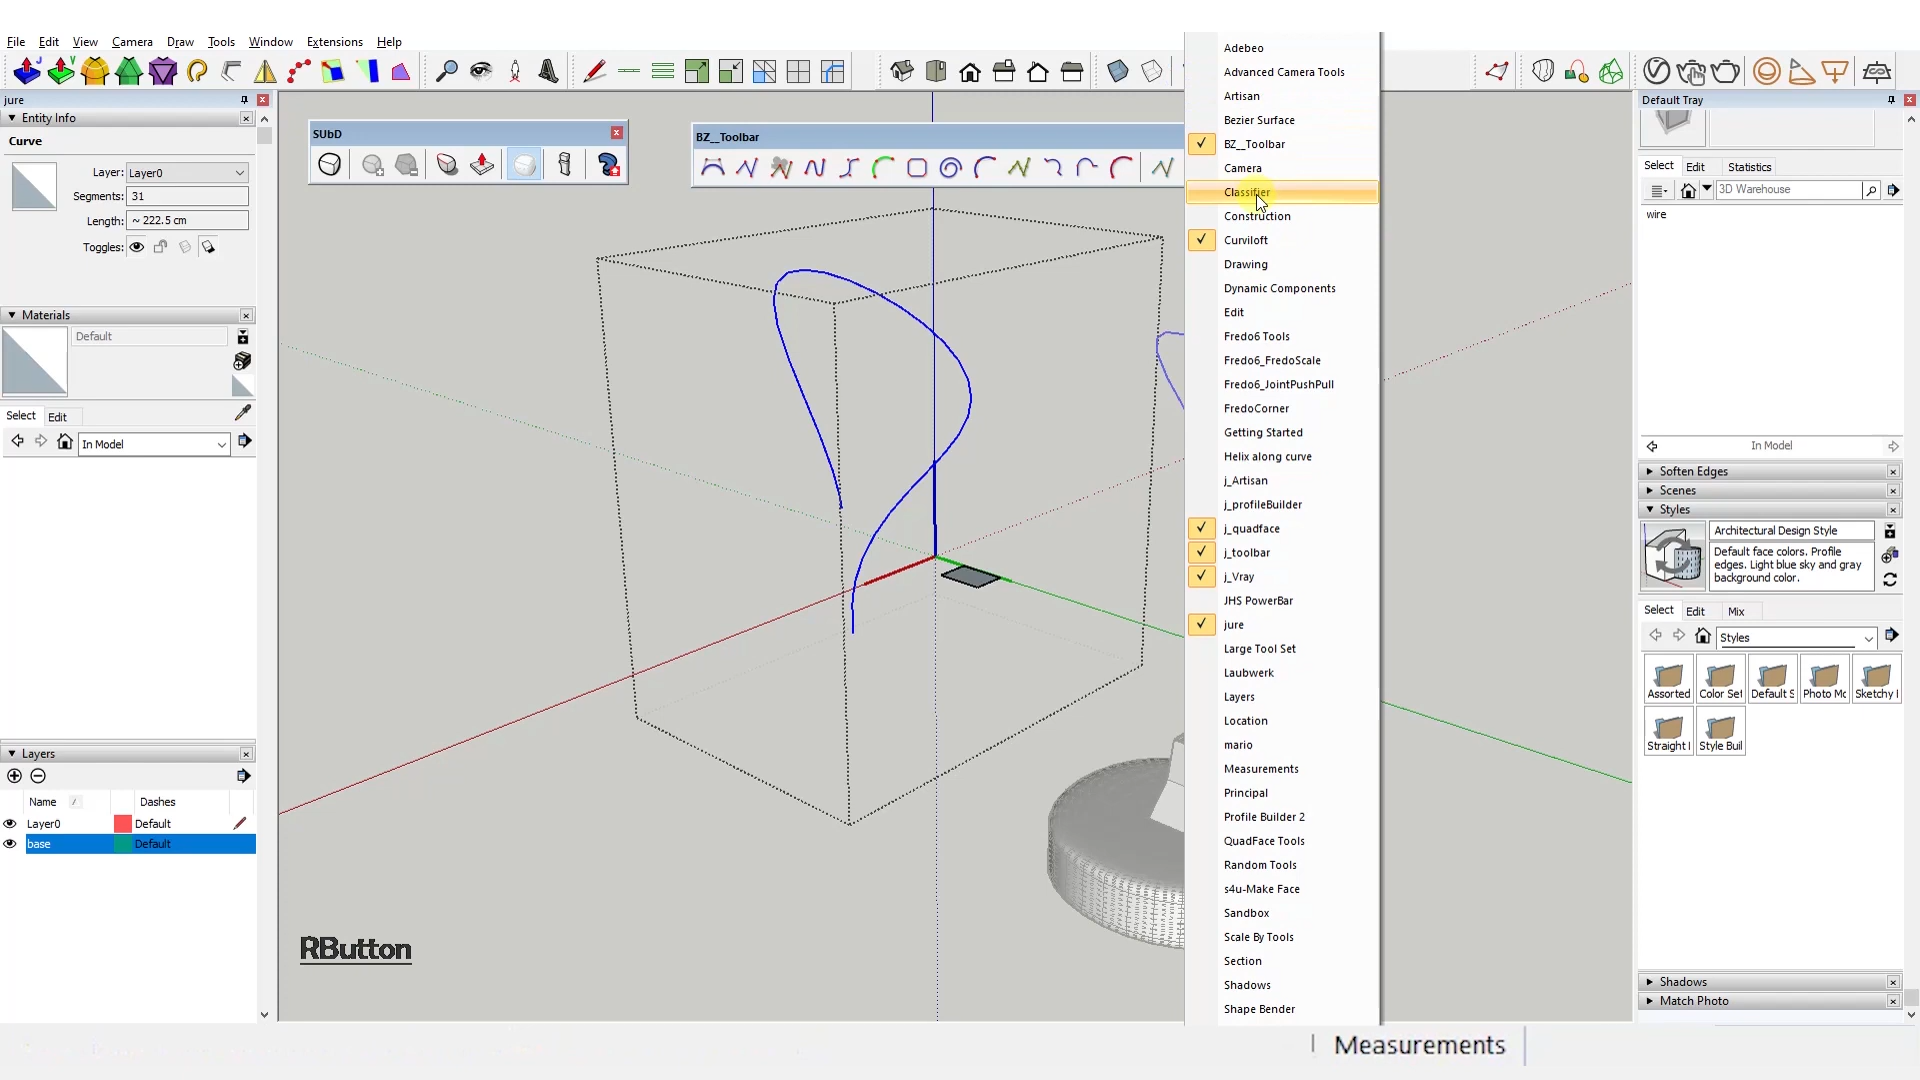 File Edit View Camera Draw Tools Window Extensions Help
jure
Entity Info
Curve
Layer: Layer0
Segments: 31
Length: ~ 222.5 cm
Toggles:
Materials
Default
Select Edit
In Model
Layers
Name Dashes
Layer0 Default
base Default
SUbD
BZ__Toolbar
RButton
Adebeo
Advanced Camera Tools
Artisan
Bezier Surface
BZ__Toolbar
Camera
Classifier
Construction
Curviloft
Drawing
Dynamic Components
Edit
Fredo6 Tools
Fredo6_FredoScale
Fredo6_JointPushPull
FredoCorner
Getting Started
Helix along curve
j_Artisan
j_profileBuilder
j_quadface
j_toolbar
j_Vray
JHS PowerBar
jure
Large Tool Set
Laubwerk
Layers
Location
mario
Measurements
Principal
Profile Builder 2
QuadFace Tools
Random Tools
s4u-Make Face
Sandbox
Scale By Tools
Section
Shadows
Shape Bender
Measurements
Default Tray
Select Edit Statistics
3D Warehouse
wire
In Model
Soften Edges
Scenes
Styles
Architectural Design Style
Default face colors. Profile
edges. Light blue sky and gray
background color.
Select Edit Mix
Styles
Assorted Color Set Default S Photo Mo Sketchy
Straight Style Buil
Shadows
Match Photo